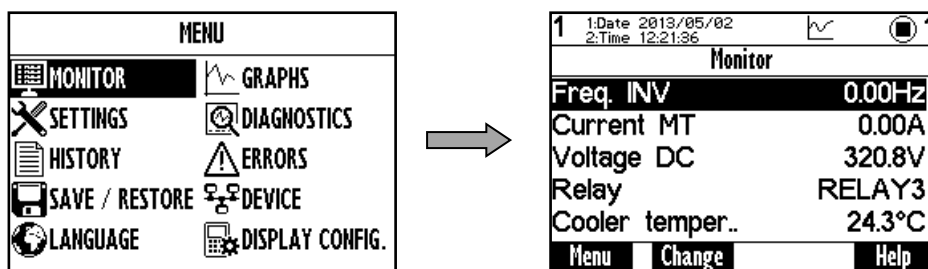 MENU
MONITOR GRAPHS
SETTINGS DIAGNOSTICS
HISTORY ERRORS
SAVE / RESTORE DEVICE
LANGUAGE DISPLAY CONFIG.
1 1:Date 2013/05/02
2:Time 12:21:36
Monitor
Freq. INV 0.00Hz
Current MT 0.00A
Voltage DC 320.8V
Relay RELAY3
Cooler temper.. 24.3°C
Menu Change Help